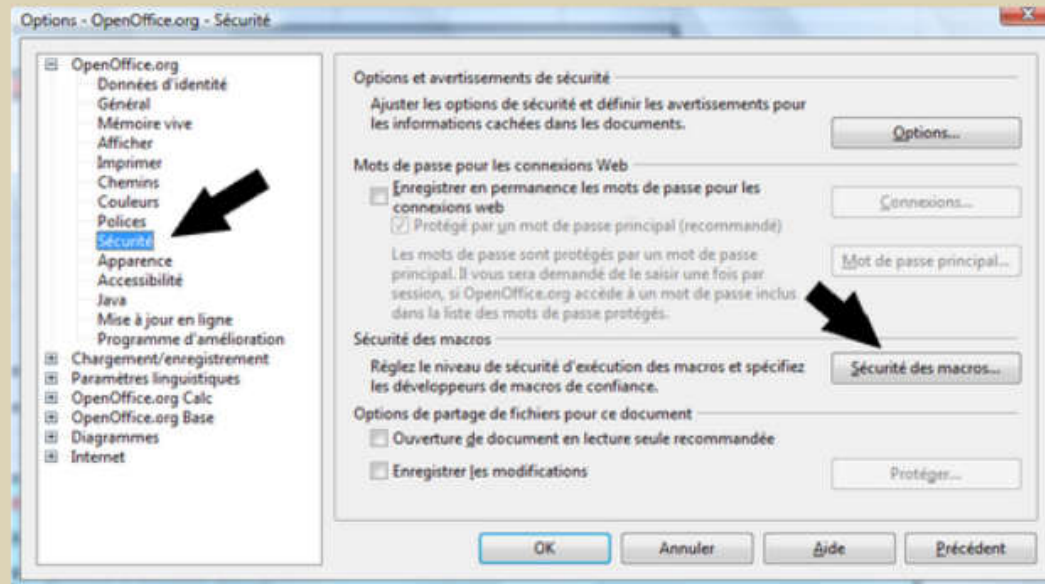 Options - OpenOffice.org - Sécurité
OpenOffice.org
Données d'identité
Général
Mémoire vive
Afficher
Imprimer
Chemins
Couleurs
Polices
Sécurité
Apparence
Accessibilité
Java
Mise à jour en ligne
Programme d'amélioration
Chargement/enregistrement
Paramètres linguistiques
OpenOffice.org Calc
OpenOffice.org Base
Diagrammes
Internet
Options et avertissements de sécurité
Ajuster les options de sécurité et définir les avertissements pour
les informations cachées dans les documents.
Options...
Mots de passe pour les connexions Web
Enregistrer en permanence les mots de passe pour les
connexions web
Connexions...
Protégé par un mot de passe principal (recommandé)
Les mots de passe sont protégés par un mot de passe
principal. Il vous sera demandé de le saisir une fois par
session, si OpenOffice.org accède à un mot de passe inclus
dans la liste des mots de passe protégés.
Mot de passe principal...
Sécurité des macros
Réglez le niveau de sécurité d'exécution des macros et spécifiez
les développeurs de macros de confiance.
Sécurité des macros...
Options de partage de fichiers pour ce document
Ouverture de document en lecture seule recommandée
Enregistrer les modifications
Protéger...
OK
Annuler
Aide
Précédent